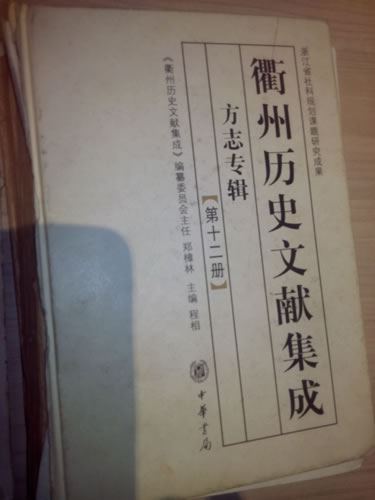 浙江省社科规划课题研究成果
衢州历史文献集成
方志专辑
【第十二册】
《衢州历史文献集成》编纂委员会主任 郑樟林 主编 程相
中华书局